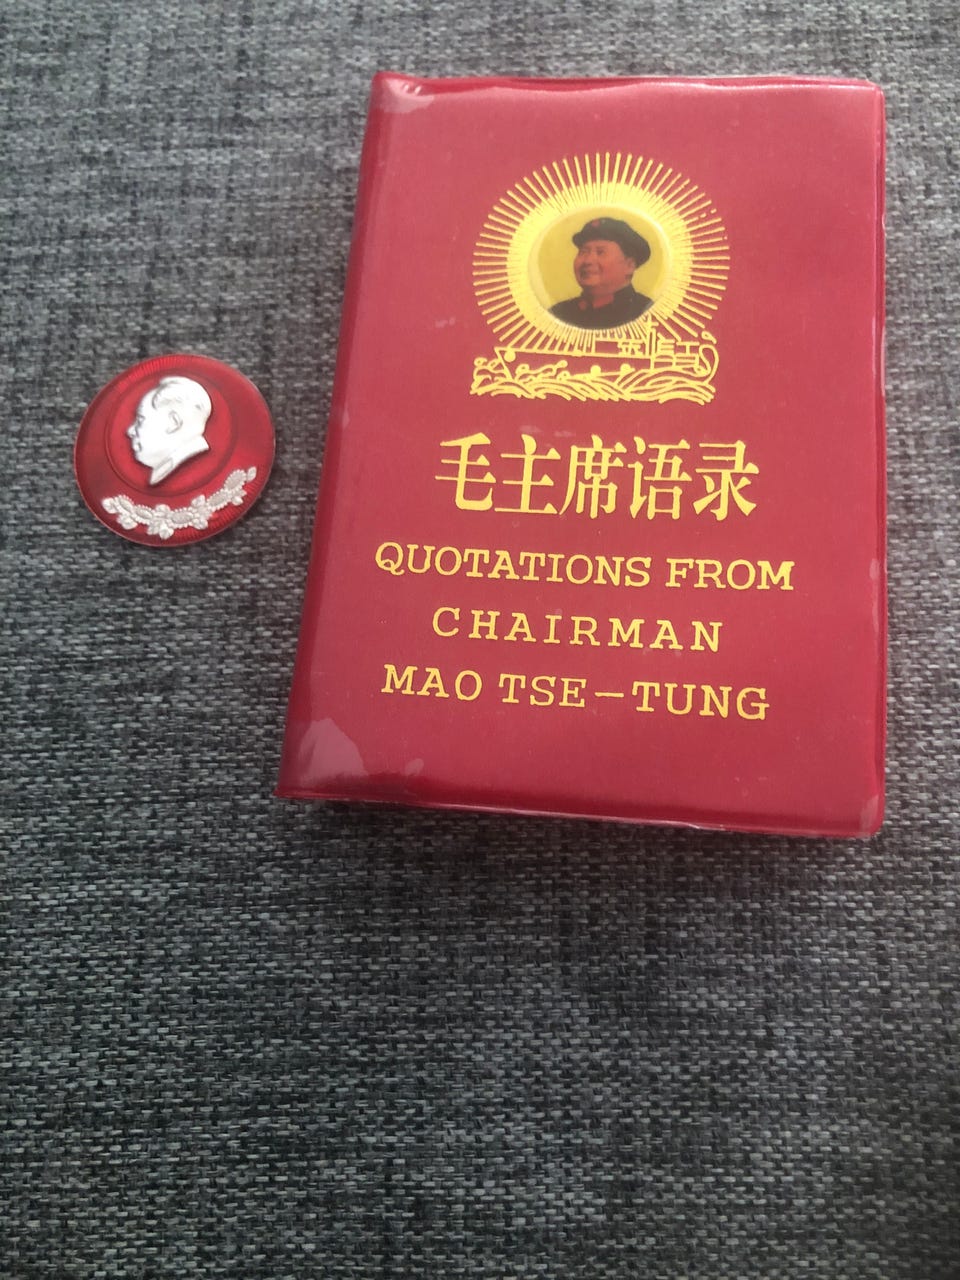 毛主席语录
QUOTATIONS FROM
CHAIRMAN
MAO TSE–TUNG